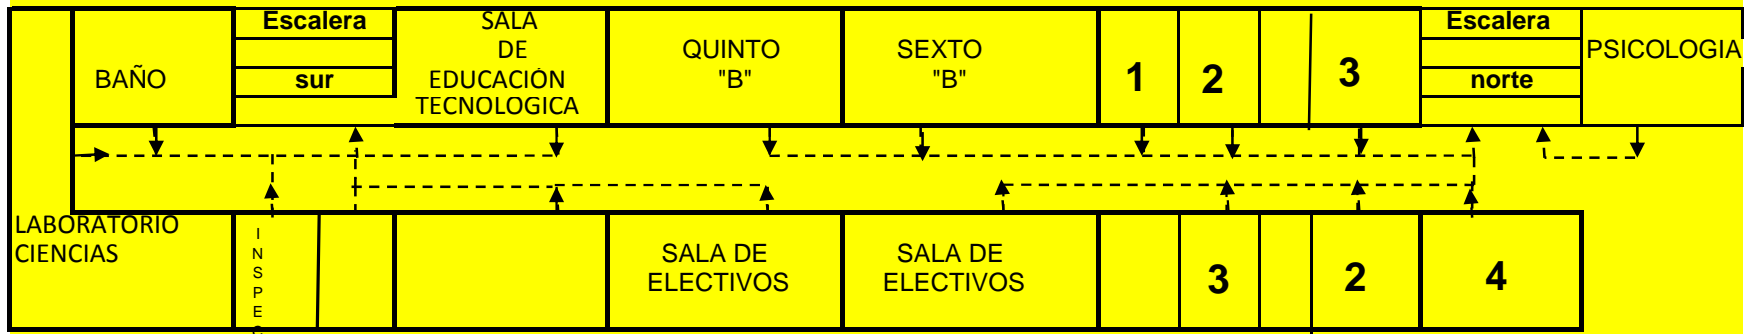 Escalera
sur
BAÑO
SALA
DE
EDUCACIÓN
TECNOLOGICA
QUINTO
"B"
SEXTO
"B"
1
2
3
Escalera
norte
PSICOLOGIA
LABORATORIO
CIENCIAS
I
N
S
P
E
SALA DE
ELECTIVOS
SALA DE
ELECTIVOS
3
2
4